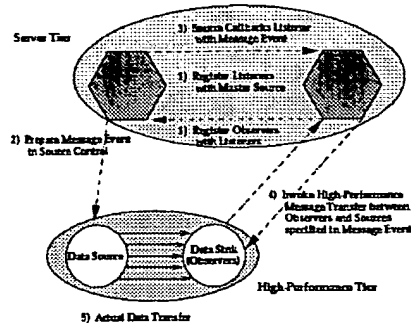 Server Tier
3) Source Callbacks Listener
with Message Event
1) Register Listeners
with Master Source
1) Register Observers
with Listeners
2) Prepare Message Event
in Source Control
4) Invoke High-Performance
Message Transfer between
Observers and Sources
specified in Message Event
Data Source
Data Sink
(Observers)
High-Performance Tier
5) Actual Data Transfer